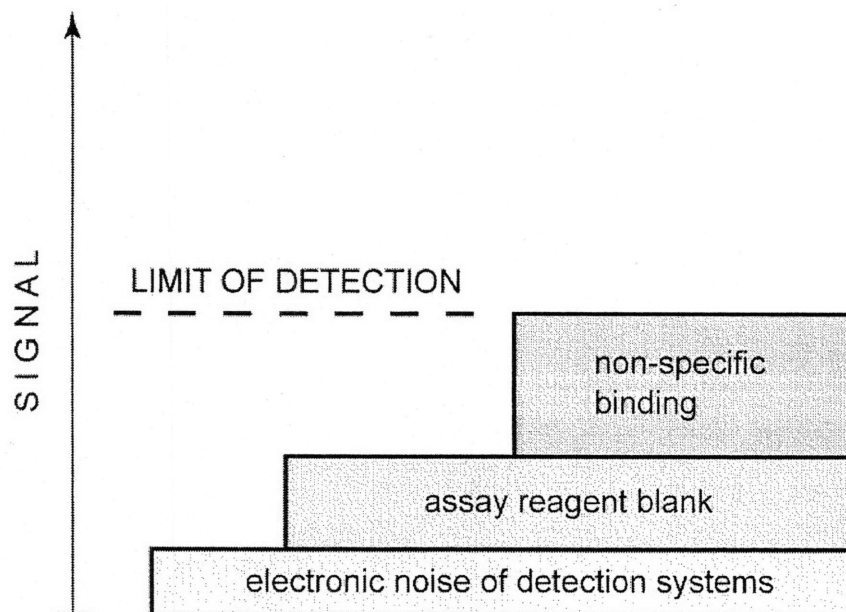 LIMIT OF DETECTION
SIGNAL
non-specific
binding
assay reagent blank
electronic noise of detection systems